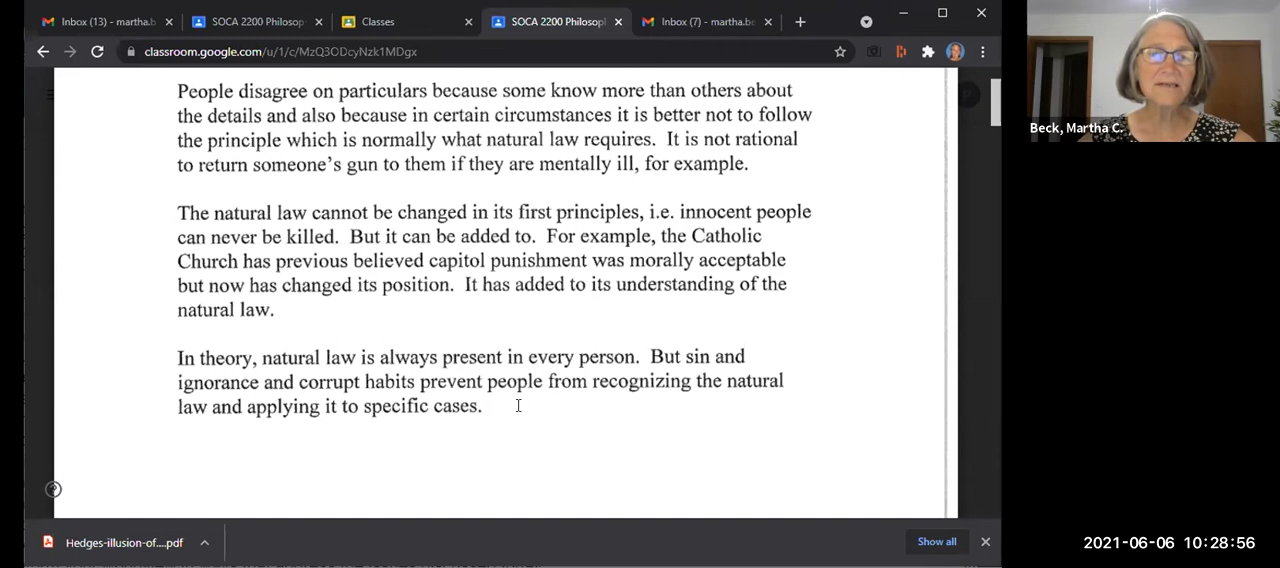 Inbox (13) - martha.b
SOCA 2200 Philosop
Classes
SOCA 2200 Philosopl
Inbox (7) - martha.be
classroom.google.com/u/1/c/MzQ3ODcyNzk1MDgx
Beck, Martha C.
People disagree on particulars because some know more than others about
the details and also because in certain circumstances it is better not to follow
the principle which is normally what natural law requires. It is not rational
to return someone's gun to them if they are mentally ill, for example.
The natural law cannot be changed in its first principles, i.e. innocent people
can never be killed. But it can be added to. For example, the Catholic
Church has previous believed capitol punishment was morally acceptable
but now has changed its position. It has added to its understanding of the
natural law.
In theory, natural law is always present in every person. But sin and
ignorance and corrupt habits prevent people from recognizing the natural
law and applying it to specific cases.
Hedges-illusion-of....pdf
Show all
2021-06-06 10:28:56